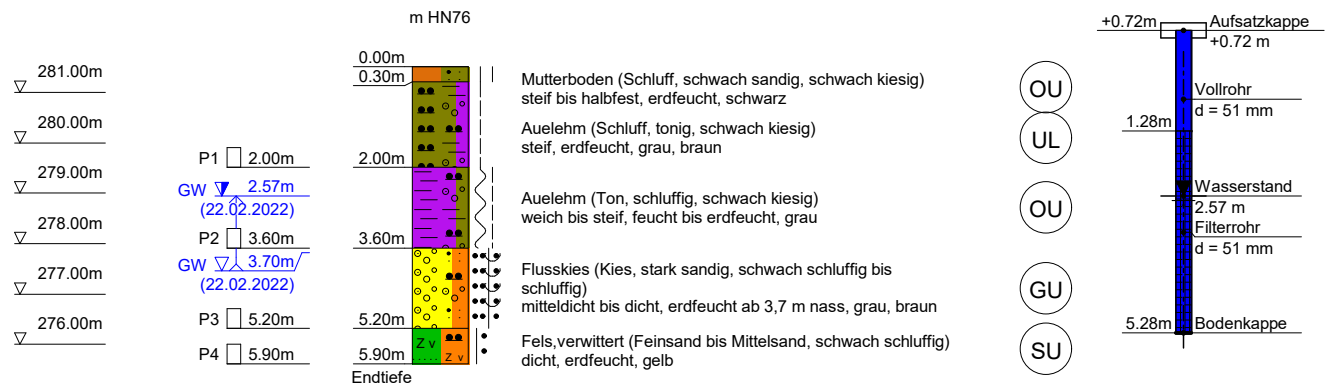 m HN76
281.00m
280.00m
279.00m
278.00m
277.00m
276.00m
P1 2.00m
GW 2.57m
(22.02.2022)
P2 3.60m
GW 3.70m
(22.02.2022)
P3 5.20m
P4 5.90m
0.00m
0.30m
2.00m
3.60m
5.20m
5.90m
Endtiefe
Z v
Z v
Mutterboden (Schluff, schwach sandig, schwach kiesig)
steif bis halbfest, erdfeucht, schwarz
Auelehm (Schluff, tonig, schwach kiesig)
steif, erdfeucht, grau, braun
Auelehm (Ton, schluffig, schwach kiesig)
weich bis steif, feucht bis erdfeucht, grau
Flusskies (Kies, stark sandig, schwach schluffig bis
schluffig)
mitteldicht bis dicht, erdfeucht ab 3,7 m nass, grau, braun
Fels,verwittert (Feinsand bis Mittelsand, schwach schluffig)
dicht, erdfeucht, gelb
OU
UL
OU
GU
SU
+0.72m
Aufsatzkappe
+0.72 m
Vollrohr
d = 51 mm
1.28m
Wasserstand
2.57 m
Filterrohr
d = 51 mm
5.28m
Bodenkappe